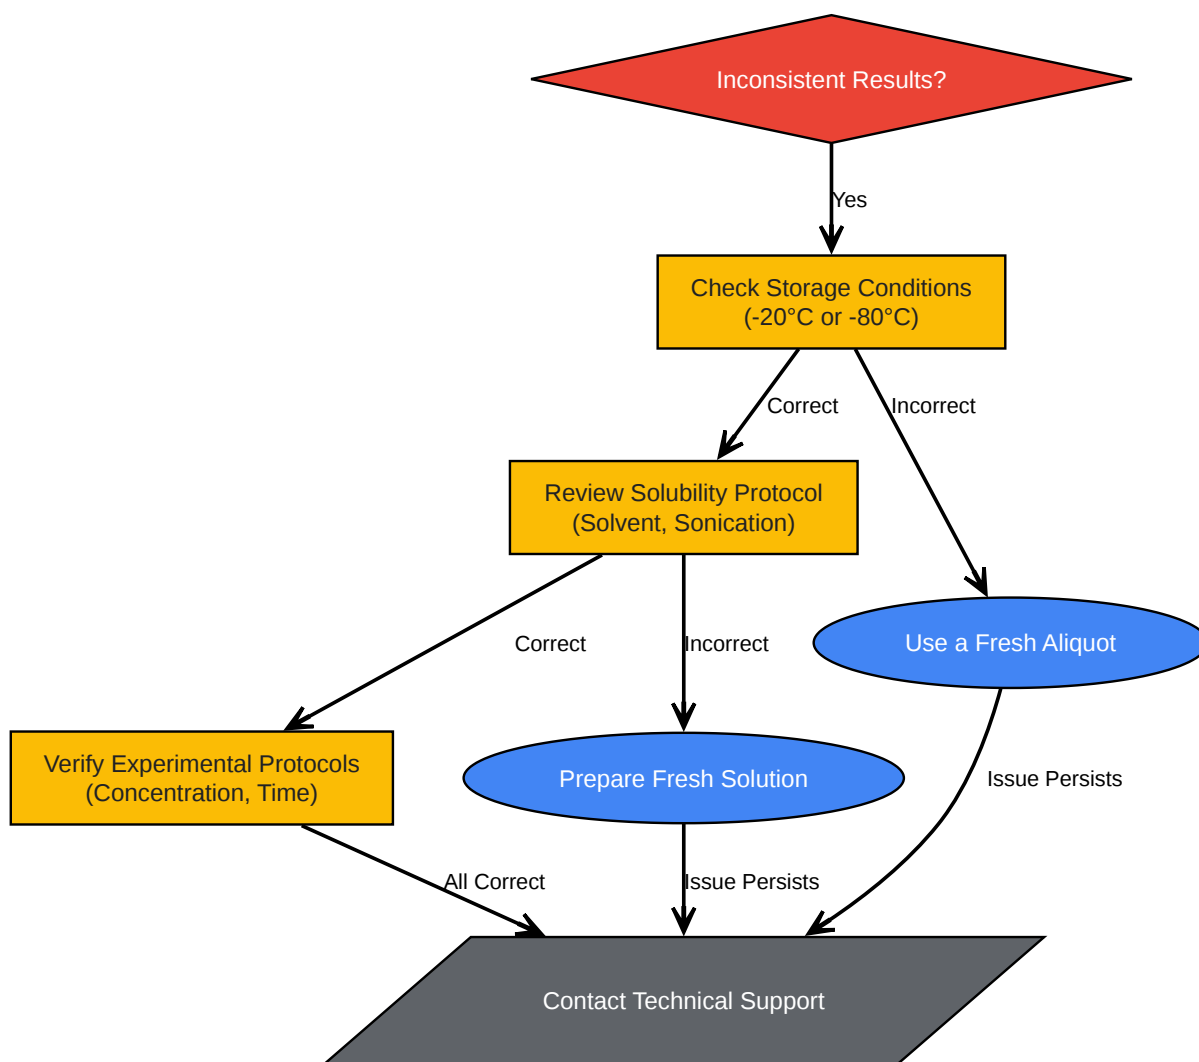 Inconsistent Results?
Yes
Check Storage Conditions
(-20°C or -80°C)
Correct
Incorrect
Review Solubility Protocol
(Solvent, Sonication)
Correct
Incorrect
Use a Fresh Aliquot
Verify Experimental Protocols
(Concentration, Time)
Prepare Fresh Solution
Issue Persists
All Correct
Issue Persists
Contact Technical Support